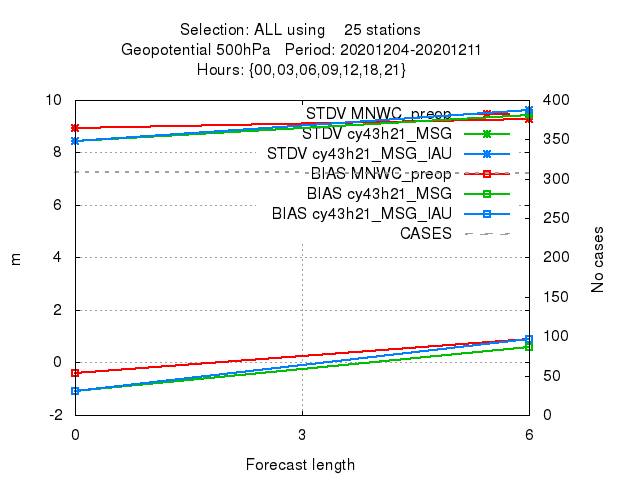 Selection: ALL using 25 stations
Geopotential 500hPa Period: 20201204-20201211
Hours: {00,03,06,09,12,18,21}
10
8
6
4
2
0
-2
400
350
300
250
200
150
100
50
0
STDV MNWC_preop
STDV cy43h21_MSG
STDV cy43h21_MSG_IAU
BIAS MNWC_preop
BIAS cy43h21_MSG
BIAS cy43h21_MSG_IAU
CASES
m
No cases
0
3
6
Forecast length